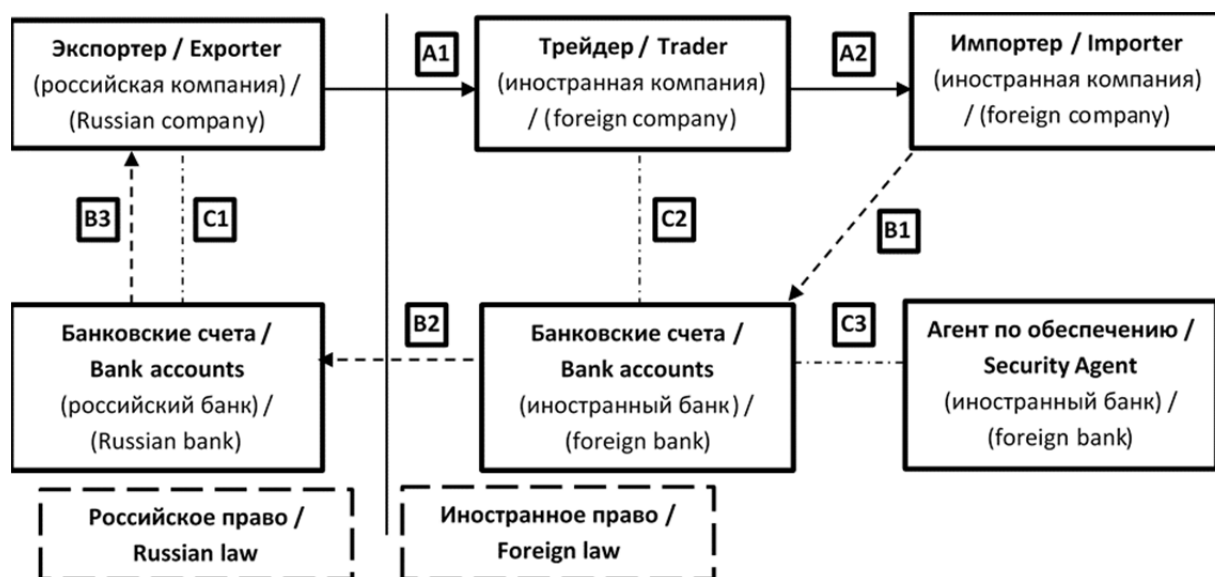 Экспортер / Exporter
(российская компания) /
(Russian company)
A1
Трейдер / Trader
(иностранная компания)
/ (foreign company)
A2
Импортер / Importer
(иностранная компания)
/ (foreign company)
B3
C1
C2
B1
Банковские счета /
Bank accounts
(российский банк) /
(Russian bank)
B2
Банковские счета /
Bank accounts
(иностранный банк) /
(foreign bank)
C3
Агент по обеспечению /
Security Agent
(иностранный банк) /
(foreign bank)
Российское право /
Russian law
Иностранное право /
Foreign law